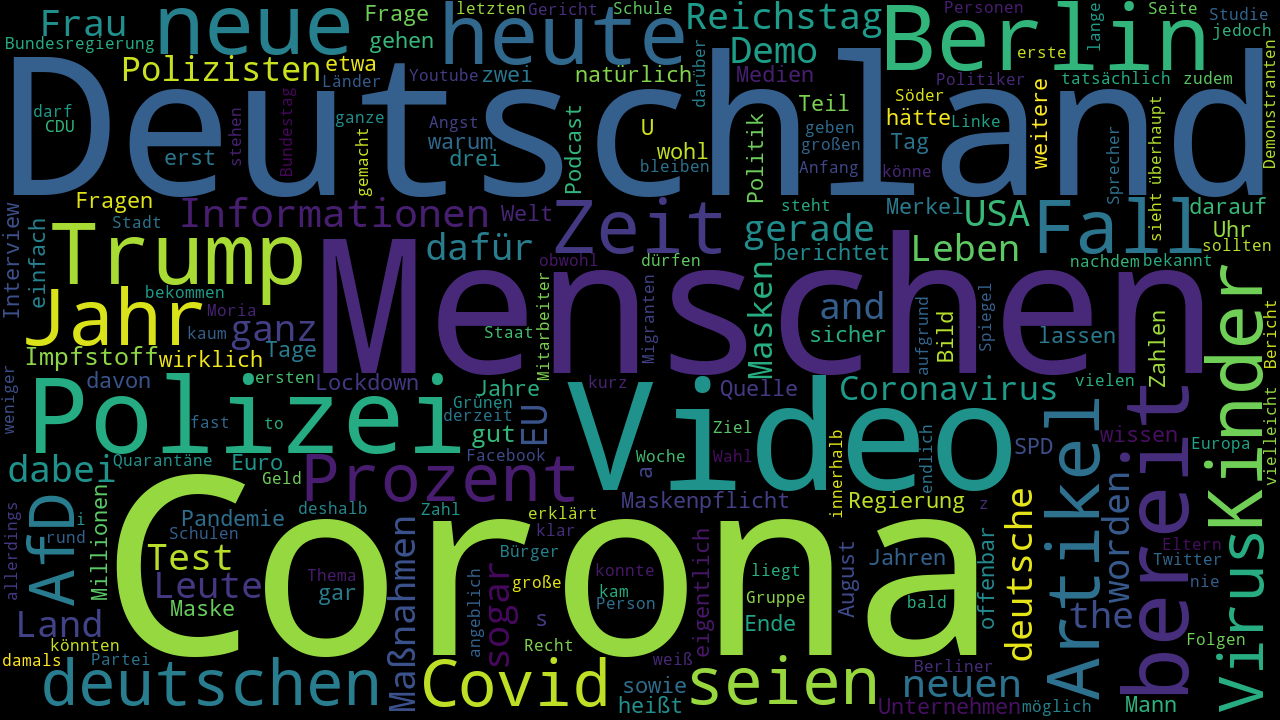 Frau
neue
Frage
gehen
letzten
Gericht
Schule
heute
Reichstag
Personen
Berlin
lange
Seite
Studie
jedoch
Bundesregierung
Polizisten
etwa
Länder
Youtube
zwei
natürlich
darüber
Demo
Medien
erste
Politiker
tatsächlich
zudem
Demonstranten
Deutschland
darf
CDU
erst
stehen
Bundestag
ganze
gemacht
Angst
warum
drei
Podcast
U
wohl
bleiben
Politik
Teil
geben
großen
Anfang
Söder
hätte
Linke
Tag
könne
weitere
Sprecher
überhaupt
sieht
Fragen
Stadt
Interview
einfach
Informationen
Welt
Zeit
steht
gerade
berichtet
Merkel
USA
Leben
Fall
darauf
Uhr
sollten
nachdem
bekannt
Trump
dafür
obwohl
dürfen
Menschen
bekommen
Moria
Jahr
kaum
ganz
Staat
Mitarbeiter
Migranten
Masken
and
sicher
aufgrund
Bild
Spiegel
lassen
Zahlen
Kinder
Bericht
Impfstoff
wirklich
Tage
weniger
davon
ersten
Lockdown
Jahre
Grünen
derzeit
kurz
Quelle
Coronavirus
vielen
vielleicht
Polizei
fast
to
gut
EU
Video
Ziel
Woche
Wahl
a
innerhalb
endlich
SPD
Artikel
wissen
bereit
Europa
dabei
Quarantäne
Euro
Geld
Facebook
Prozent
Maskenpflicht
Regierung
z
allerdings
AfD
i
rund
Millionen
Pandemie
Schulen
deshalb
Zahl
erklärt
klar
Corona
Test
Leute
Maske
Thema
gar
Maßnahmen
angeblich
sogar
Bürger
große
s
Recht
konnte
kam
Person
weiß
eigentlich
liegt
Gruppe
Ende
August
Jahren
bald
offenbar
deutsche
the
worden
Eltern
Twitter
nie
Virus
Folgen
Land
könnten
damals
Partei
deutschen
Covid
sowie
heißt
seien
Berliner
neuen
Unternehmen
möglich
Mann